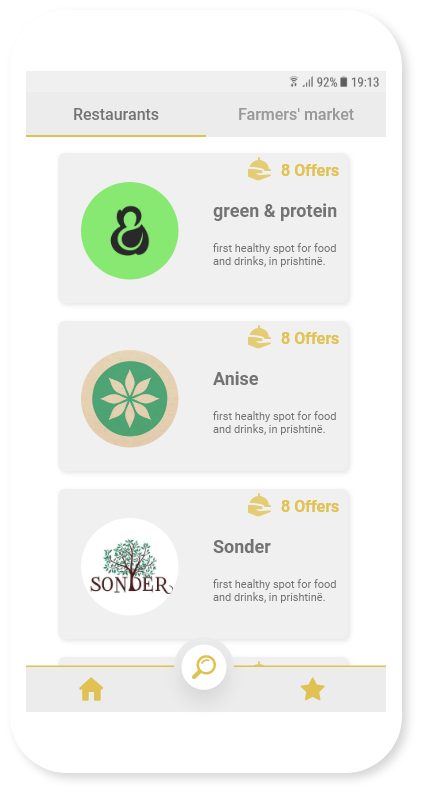 92% 19:13
Restaurants Farmers' market
8 Offers
green & protein
first healthy spot for food
and drinks, in prishtinë.
8 Offers
Anise
first healthy spot for food
and drinks, in prishtinë.
8 Offers
SONDER
Sonder
first healthy spot for food
and drinks, in prishtinë.